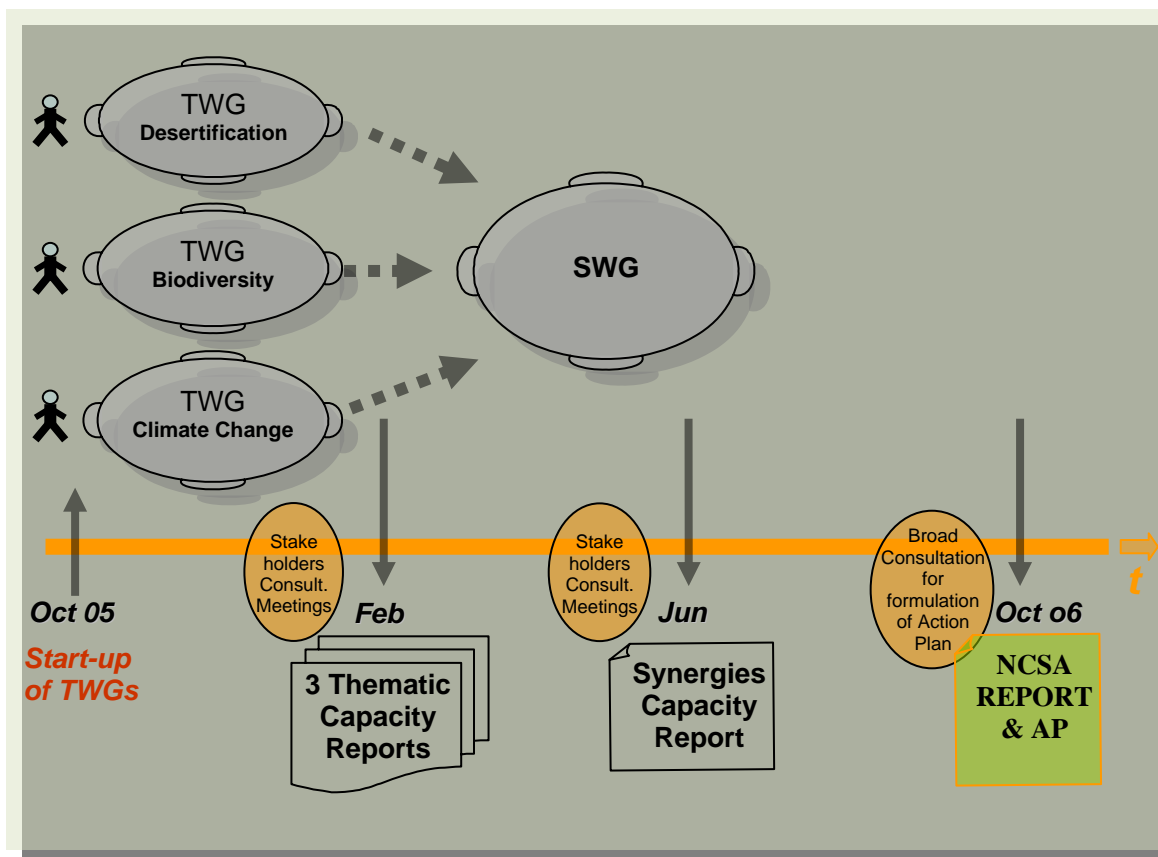 TWG
Desertification
TWG
Biodiversity
SWG
TWG
Climate Change
Stake
holders
Consult.
Meetings
Stake
holders
Consult.
Meetings
Broad
Consultation
for
formulation
of Action
Plan
t
Oct 05
Feb
Jun
Oct o6
Start-up
of TWGs
3 Thematic
Capacity
Reports
Synergies
Capacity
Report
NCSA
REPORT
& AP